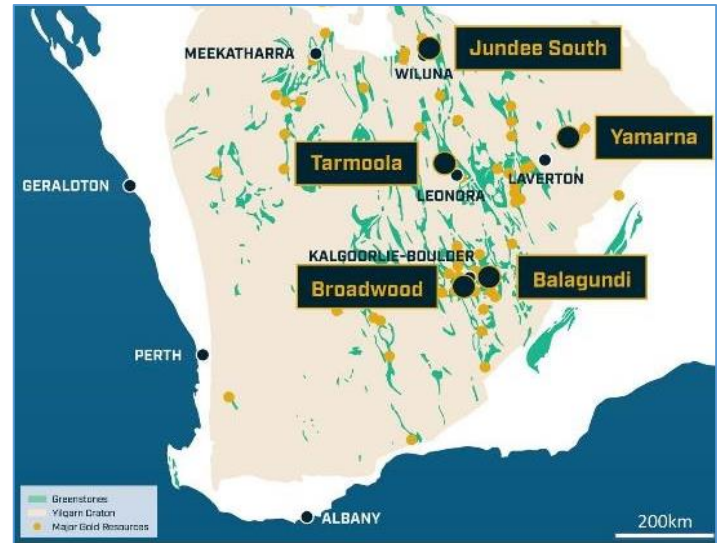 MEEKATHARRA
Jundee South
WILUNA
Yamarna
Tarmoola
LAVERTON
GERALDTON
LEONORA
KALGOORLIE-BOULDER
Broadwood
Balagundi
PERTH
Greenstones
Yilgarn Craton
Major Gold Resources
ALBANY
200km